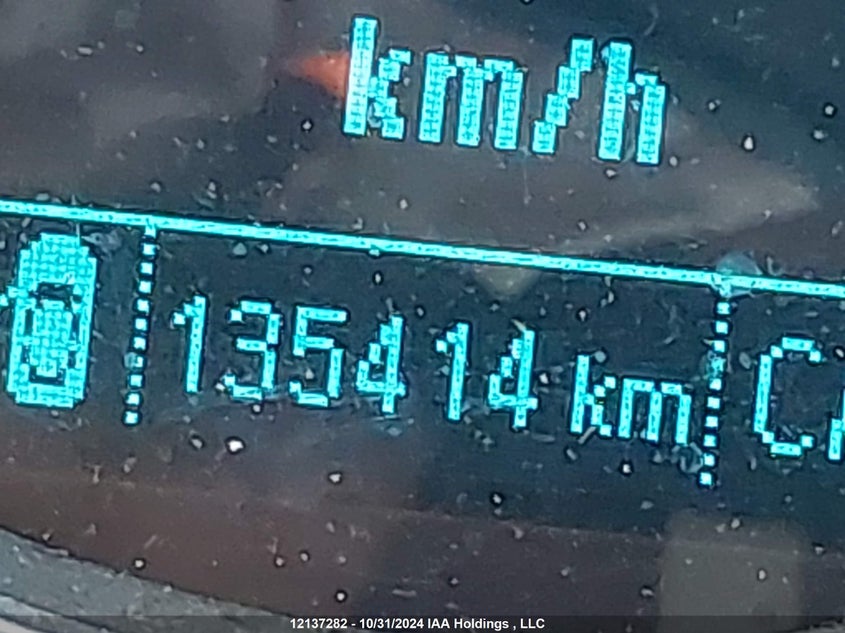 km/h
135414 km
12137282 - 10/31/2024 IAA Holdings , LLC